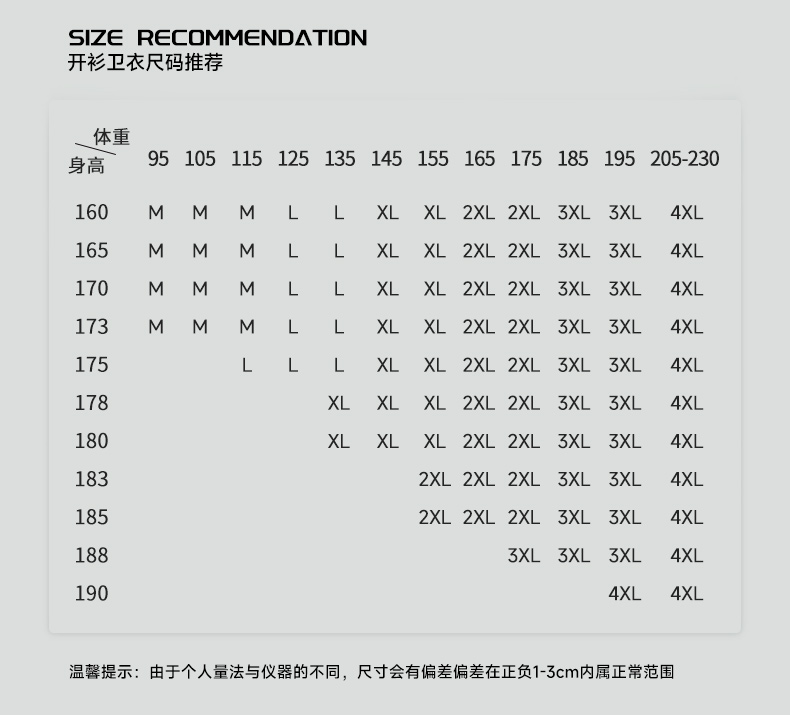 SIZE RECOMMENDATION
开衫卫衣尺码推荐
体重
身高 95 105 115 125 135 145 155 165 175 185 195 205-230
160 M M M L L XL XL 2XL 2XL 3XL 3XL 4XL
165 M M M L L XL XL 2XL 2XL 3XL 3XL 4XL
170 M M M L L XL XL 2XL 2XL 3XL 3XL 4XL
173 M M M L L XL XL 2XL 2XL 3XL 3XL 4XL
175 L L L XL XL 2XL 2XL 3XL 3XL 4XL
178 XL XL XL 2XL 2XL 3XL 3XL 4XL
180 XL XL XL 2XL 2XL 3XL 3XL 4XL
183 2XL 2XL 2XL 3XL 3XL 4XL
185 2XL 2XL 2XL 3XL 3XL 4XL
188 3XL 3XL 3XL 4XL
190 4XL 4XL
温馨提示：由于个人量法与仪器的不同，尺寸会有偏差偏差在正负1-3cm内属正常范围